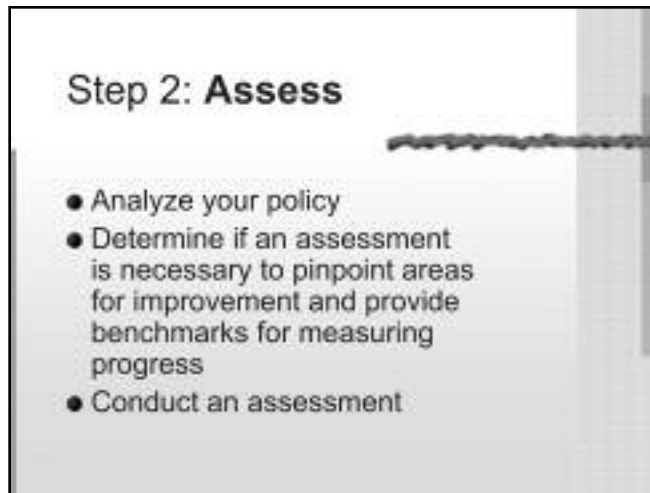 Step 2: Assess
● Analyze your policy
● Determine if an assessment
is necessary to pinpoint areas
for improvement and provide
benchmarks for measuring
progress
● Conduct an assessment